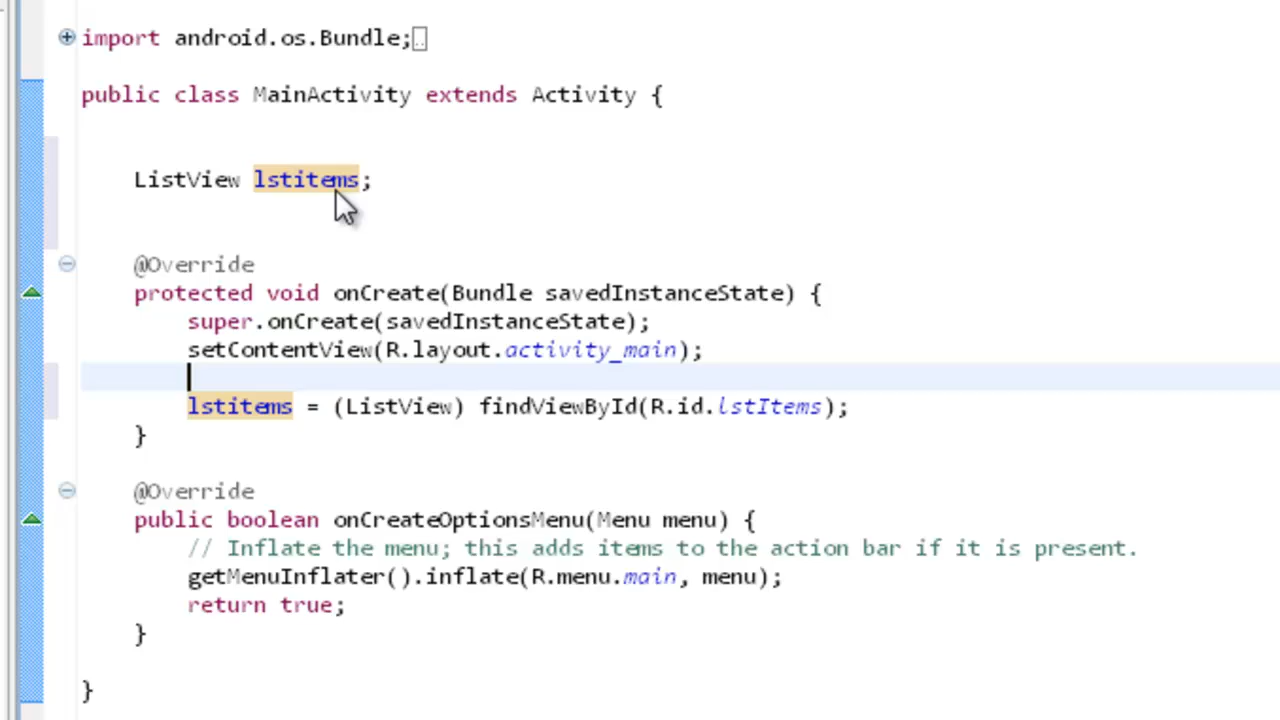 import android.os.Bundle;
public class MainActivity extends Activity {
ListView lstitems;
@Override
protected void onCreate(Bundle savedInstanceState) {
super.onCreate(savedInstanceState);
setContentView(R.layout.activity_main);
lstitems = (ListView) findViewById(R.id.lstItems);
}
@Override
public boolean onCreateOptionsMenu(Menu menu) {
// Inflate the menu; this adds items to the action bar if it is present.
getMenuInflater().inflate(R.menu.main, menu);
return true;
}
}